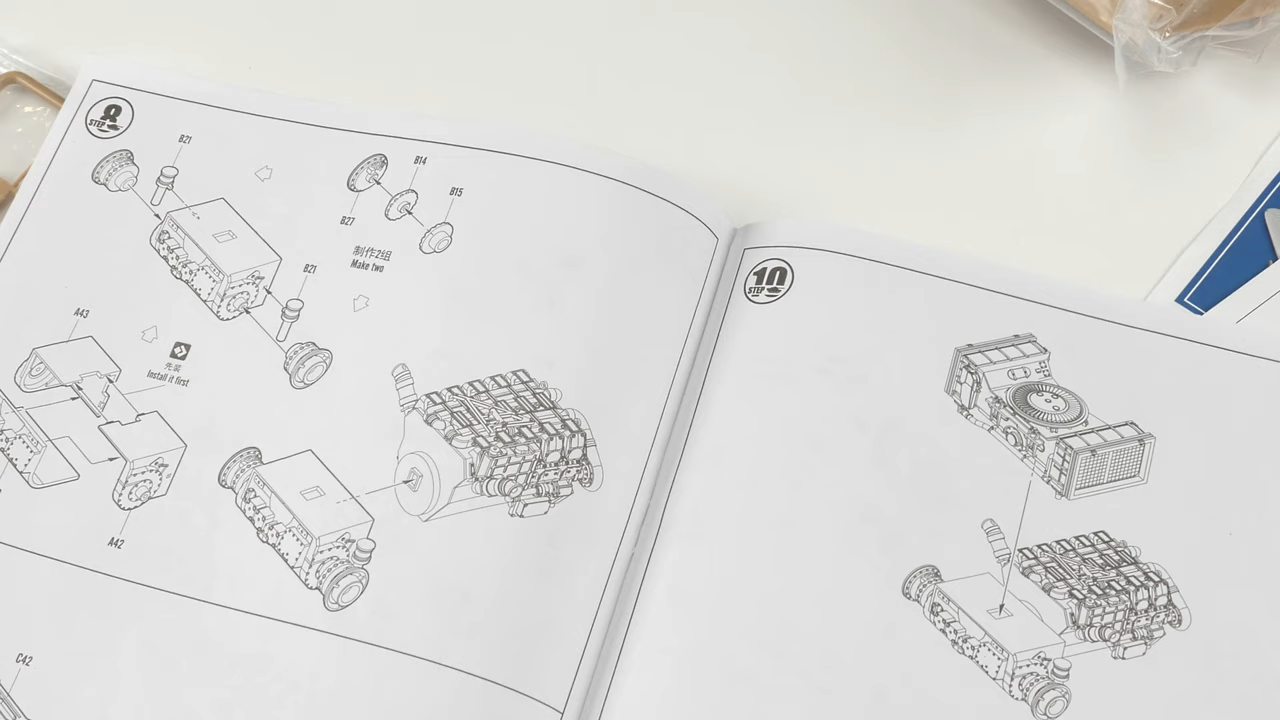 8
STEP
B21
B14
B15
B27
制作2组
Make two
B21
A43
先装
Install it first
A42
C42
10
STEP